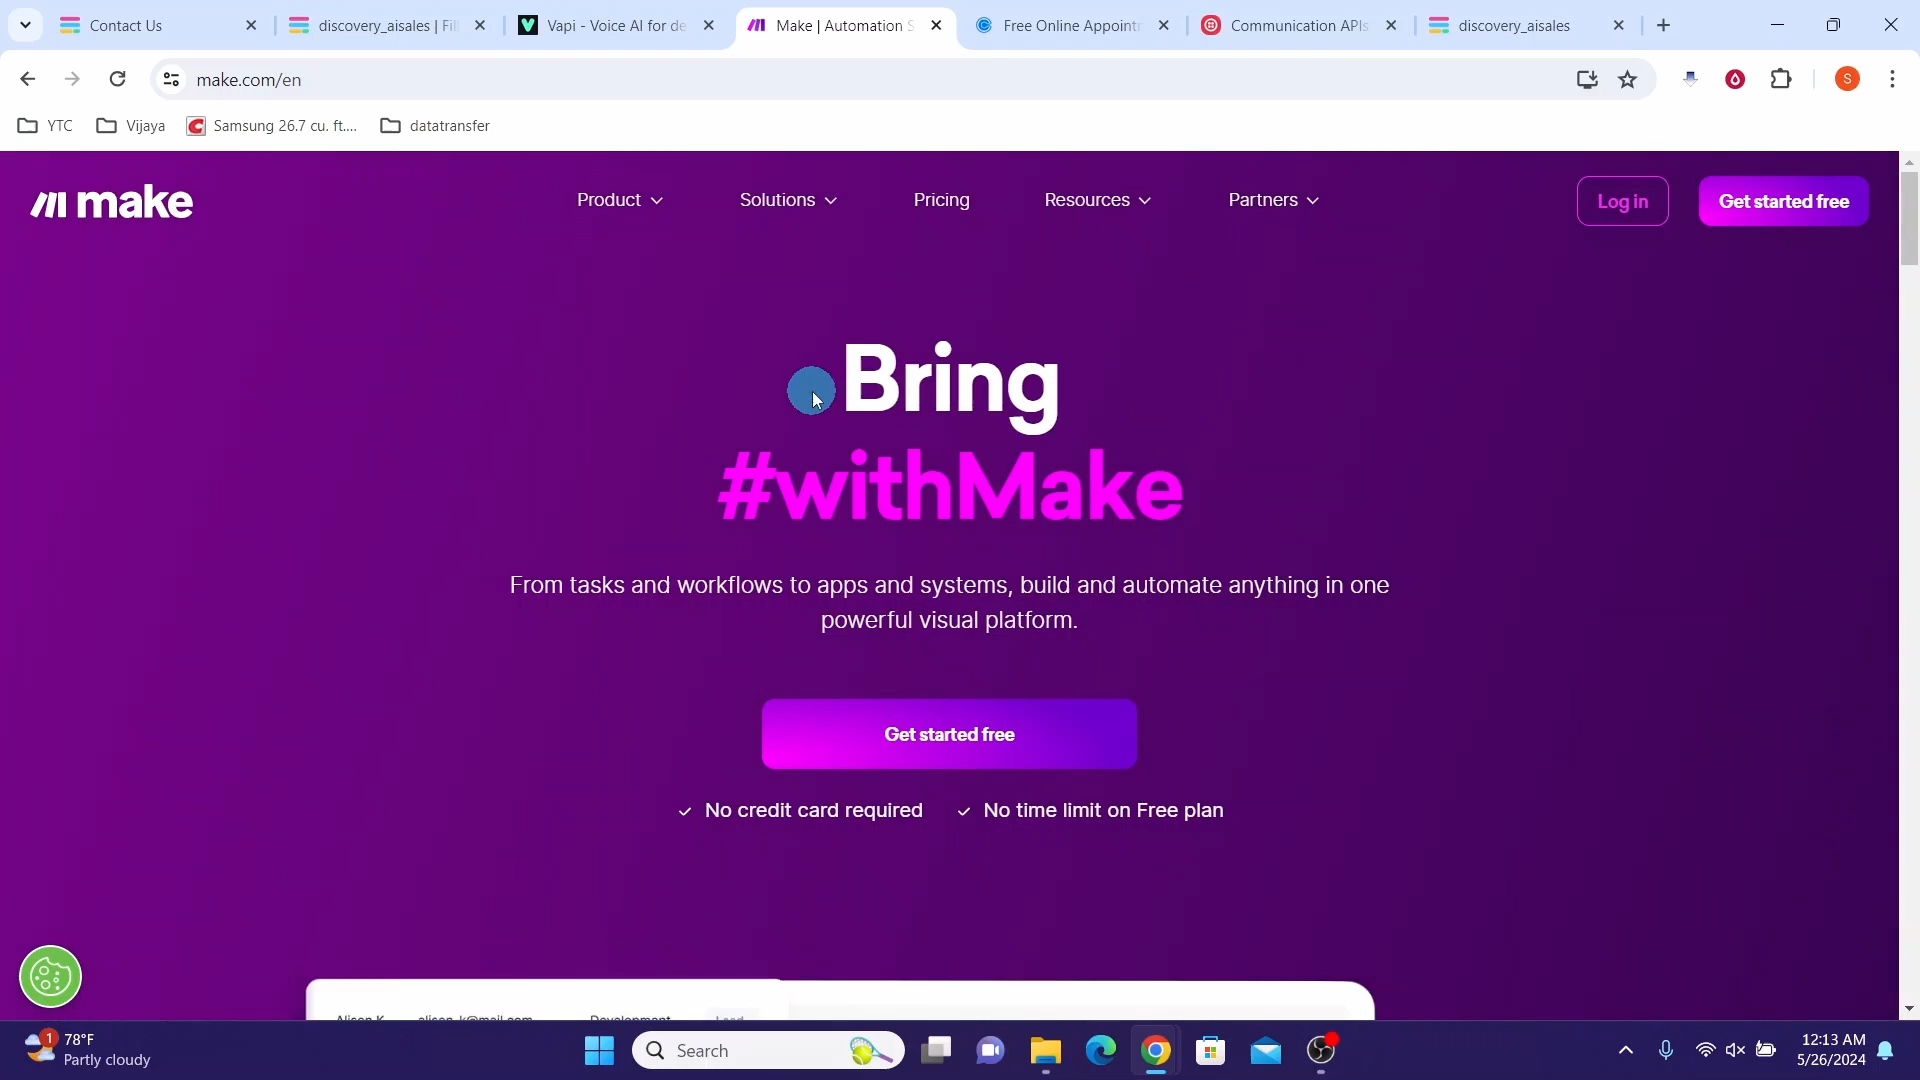 Contact Us
discovery_aisales | Fil
Vapi - Voice AI for de
Make | Automation S
Free Online Appoint
Communication APIs
discovery_aisales
make.com/en
S
YTC
Vijaya
Samsung 26.7 cu. ft....
datatransfer
make
Product
Solutions
Pricing
Resources
Partners
Log in
Get started free
Bring
#withMake
From tasks and workflows to apps and systems, build and automate anything in one
powerful visual platform.
Get started free
No credit card required
No time limit on Free plan
1
78°F
Partly cloudy
Search
12:13 AM
5/26/2024